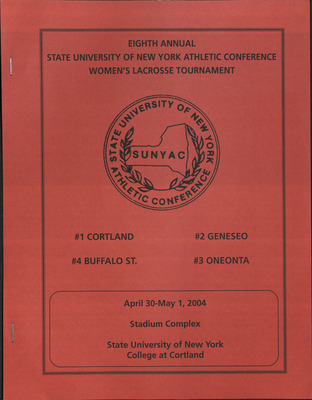 EIGHTH ANNUAL
STATE UNIVERSITY OF NEW YORK ATHLETIC CONFERENCE
WOMEN'S LACROSSE TOURNAMENT
STATE UNIVERSITY OF NEW YORK
SUNYAC
ATHLETIC CONFERENCE
#1 CORTLAND #2 GENESEO
#4 BUFFALO ST. #3 ONEONTA
April 30-May 1, 2004
Stadium Complex
State University of New York
College at Cortland